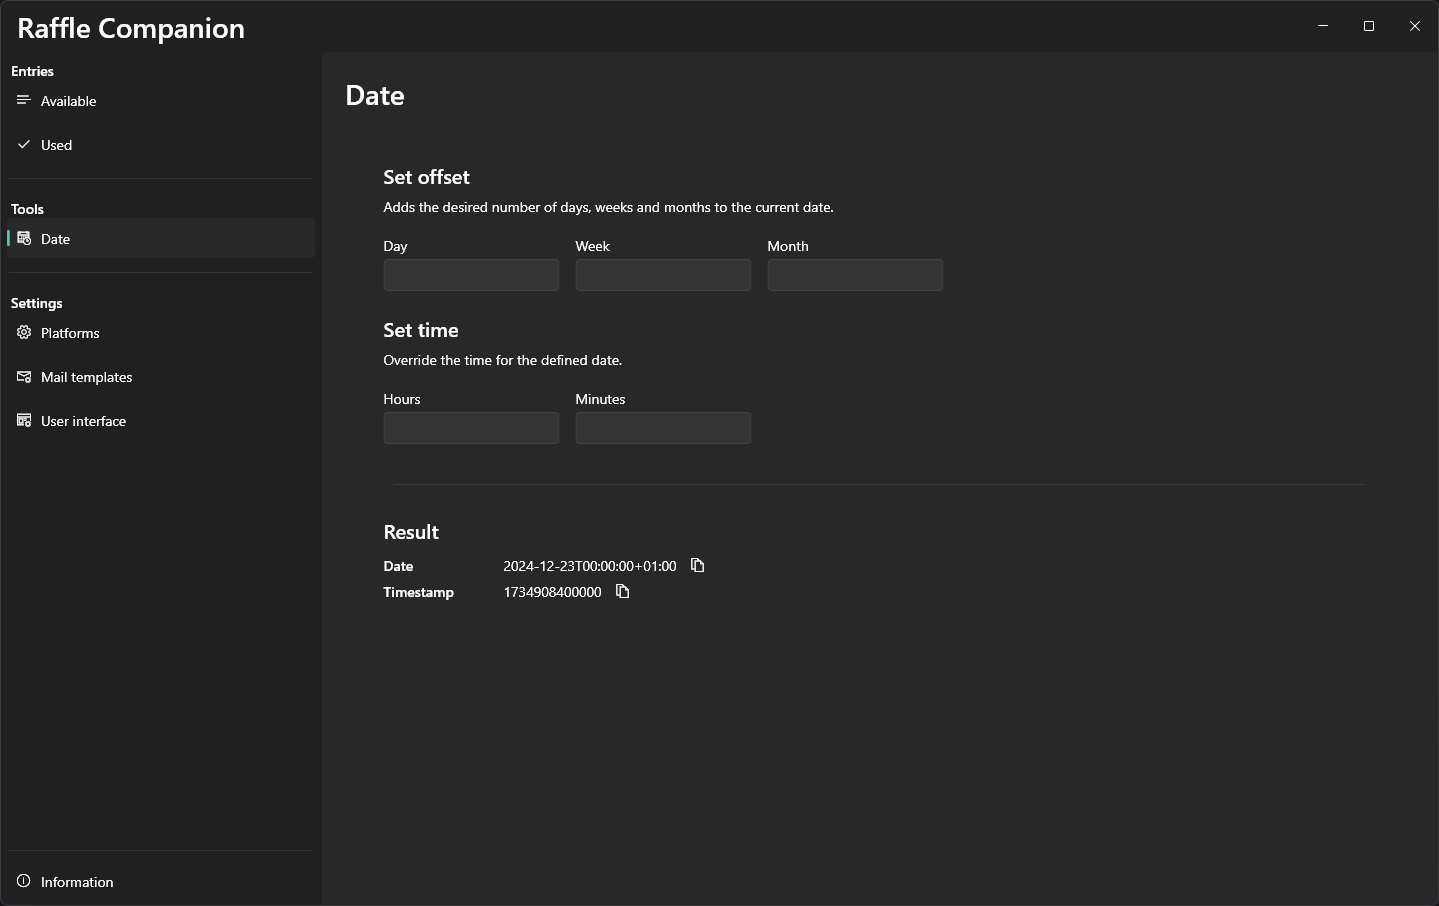 Raffle Companion
Entries
Available
Used
Tools
Date
Settings
Platforms
Mail templates
User interface
Information
Date
Set offset
Adds the desired number of days, weeks and months to the current date.
Day Week Month
Set time
Override the time for the defined date.
Hours Minutes
Result
Date 2024-12-23T00:00:00+01:00
Timestamp 1734908400000